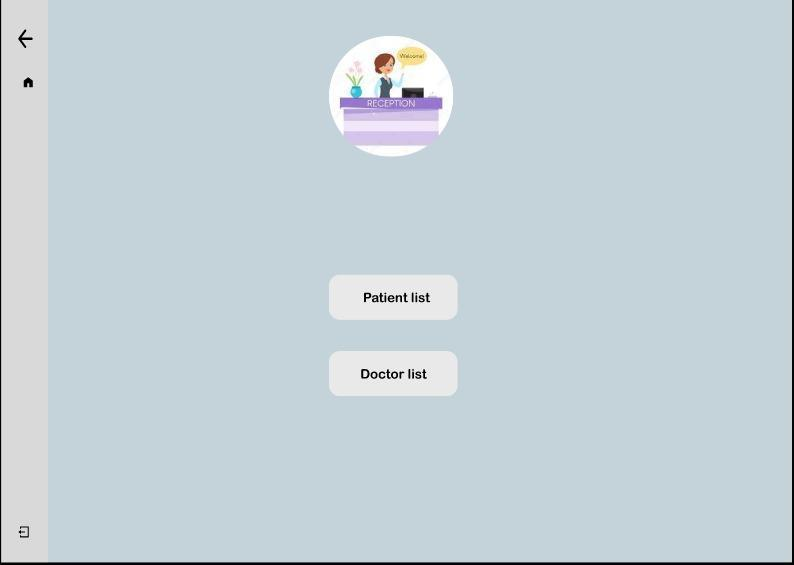 Welcome!
RECEPTION
Patient list
Doctor list